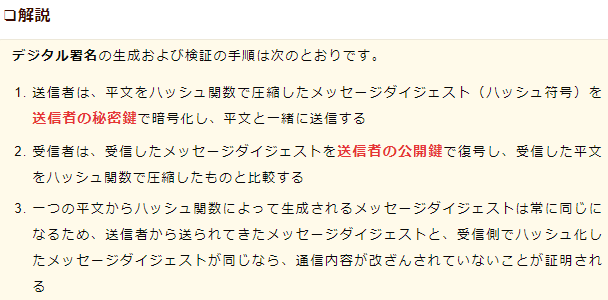 ❏解説
デジタル署名の生成および検証の手順は次のとおりです。
1. 送信者は、平文をハッシュ関数で圧縮したメッセージダイジェスト（ハッシュ符号）を
送信者の秘密鍵で暗号化し、平文と一緒に送信する
2. 受信者は、受信したメッセージダイジェストを送信者の公開鍵で復号し、受信した平文
をハッシュ関数で圧縮したものと比較する
3. 一つの平文からハッシュ関数によって生成されるメッセージダイジェストは常に同じに
なるため、送信者から送られてきたメッセージダイジェストと、受信側でハッシュ化し
たメッセージダイジェストが同じなら、通信内容が改ざんされていないことが証明され
る